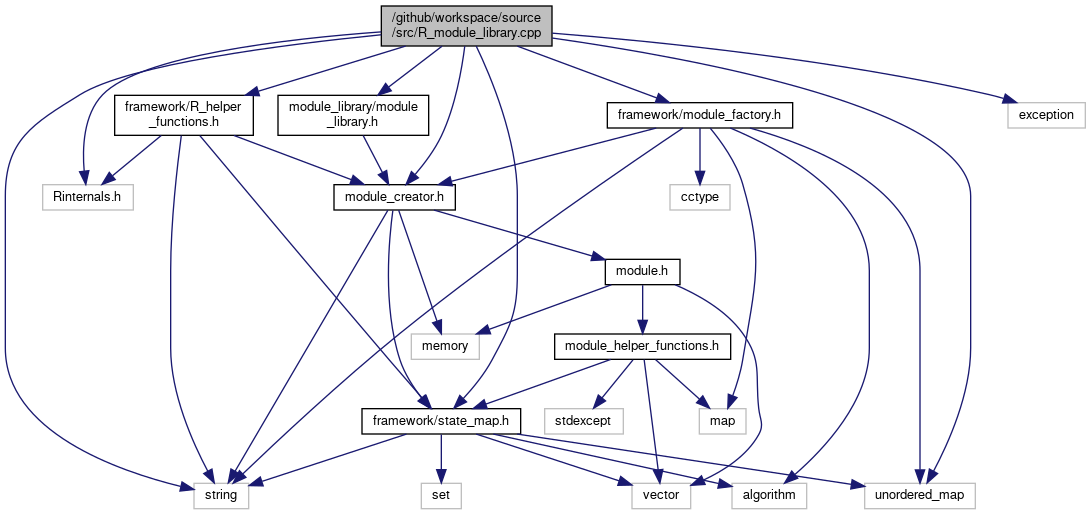 /github/workspace/source
/src/R_module_library.cpp
framework/R_helper
_functions.h
module_library/module
_library.h
framework/module_factory.h
exception
Rinternals.h
module_creator.h
cctype
module.h
memory
module_helper_functions.h
framework/state_map.h
stdexcept
map
string
set
vector
algorithm
unordered_map